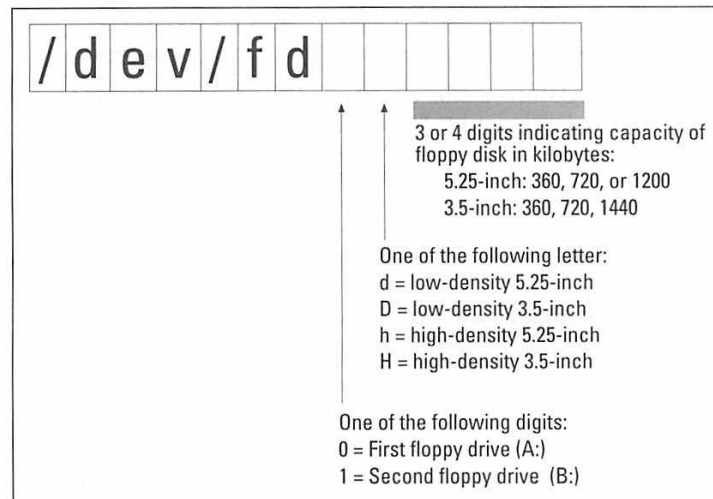 /dev/fd
3 or 4 digits indicating capacity of
floppy disk in kilobytes:
5.25-inch: 360, 720, or 1200
3.5-inch: 360, 720, 1440
One of the following letter:
d = low-density 5.25-inch
D = low-density 3.5-inch
h = high-density 5.25-inch
H = high-density 3.5-inch
One of the following digits:
0 = First floppy drive (A:)
1 = Second floppy drive (B:)